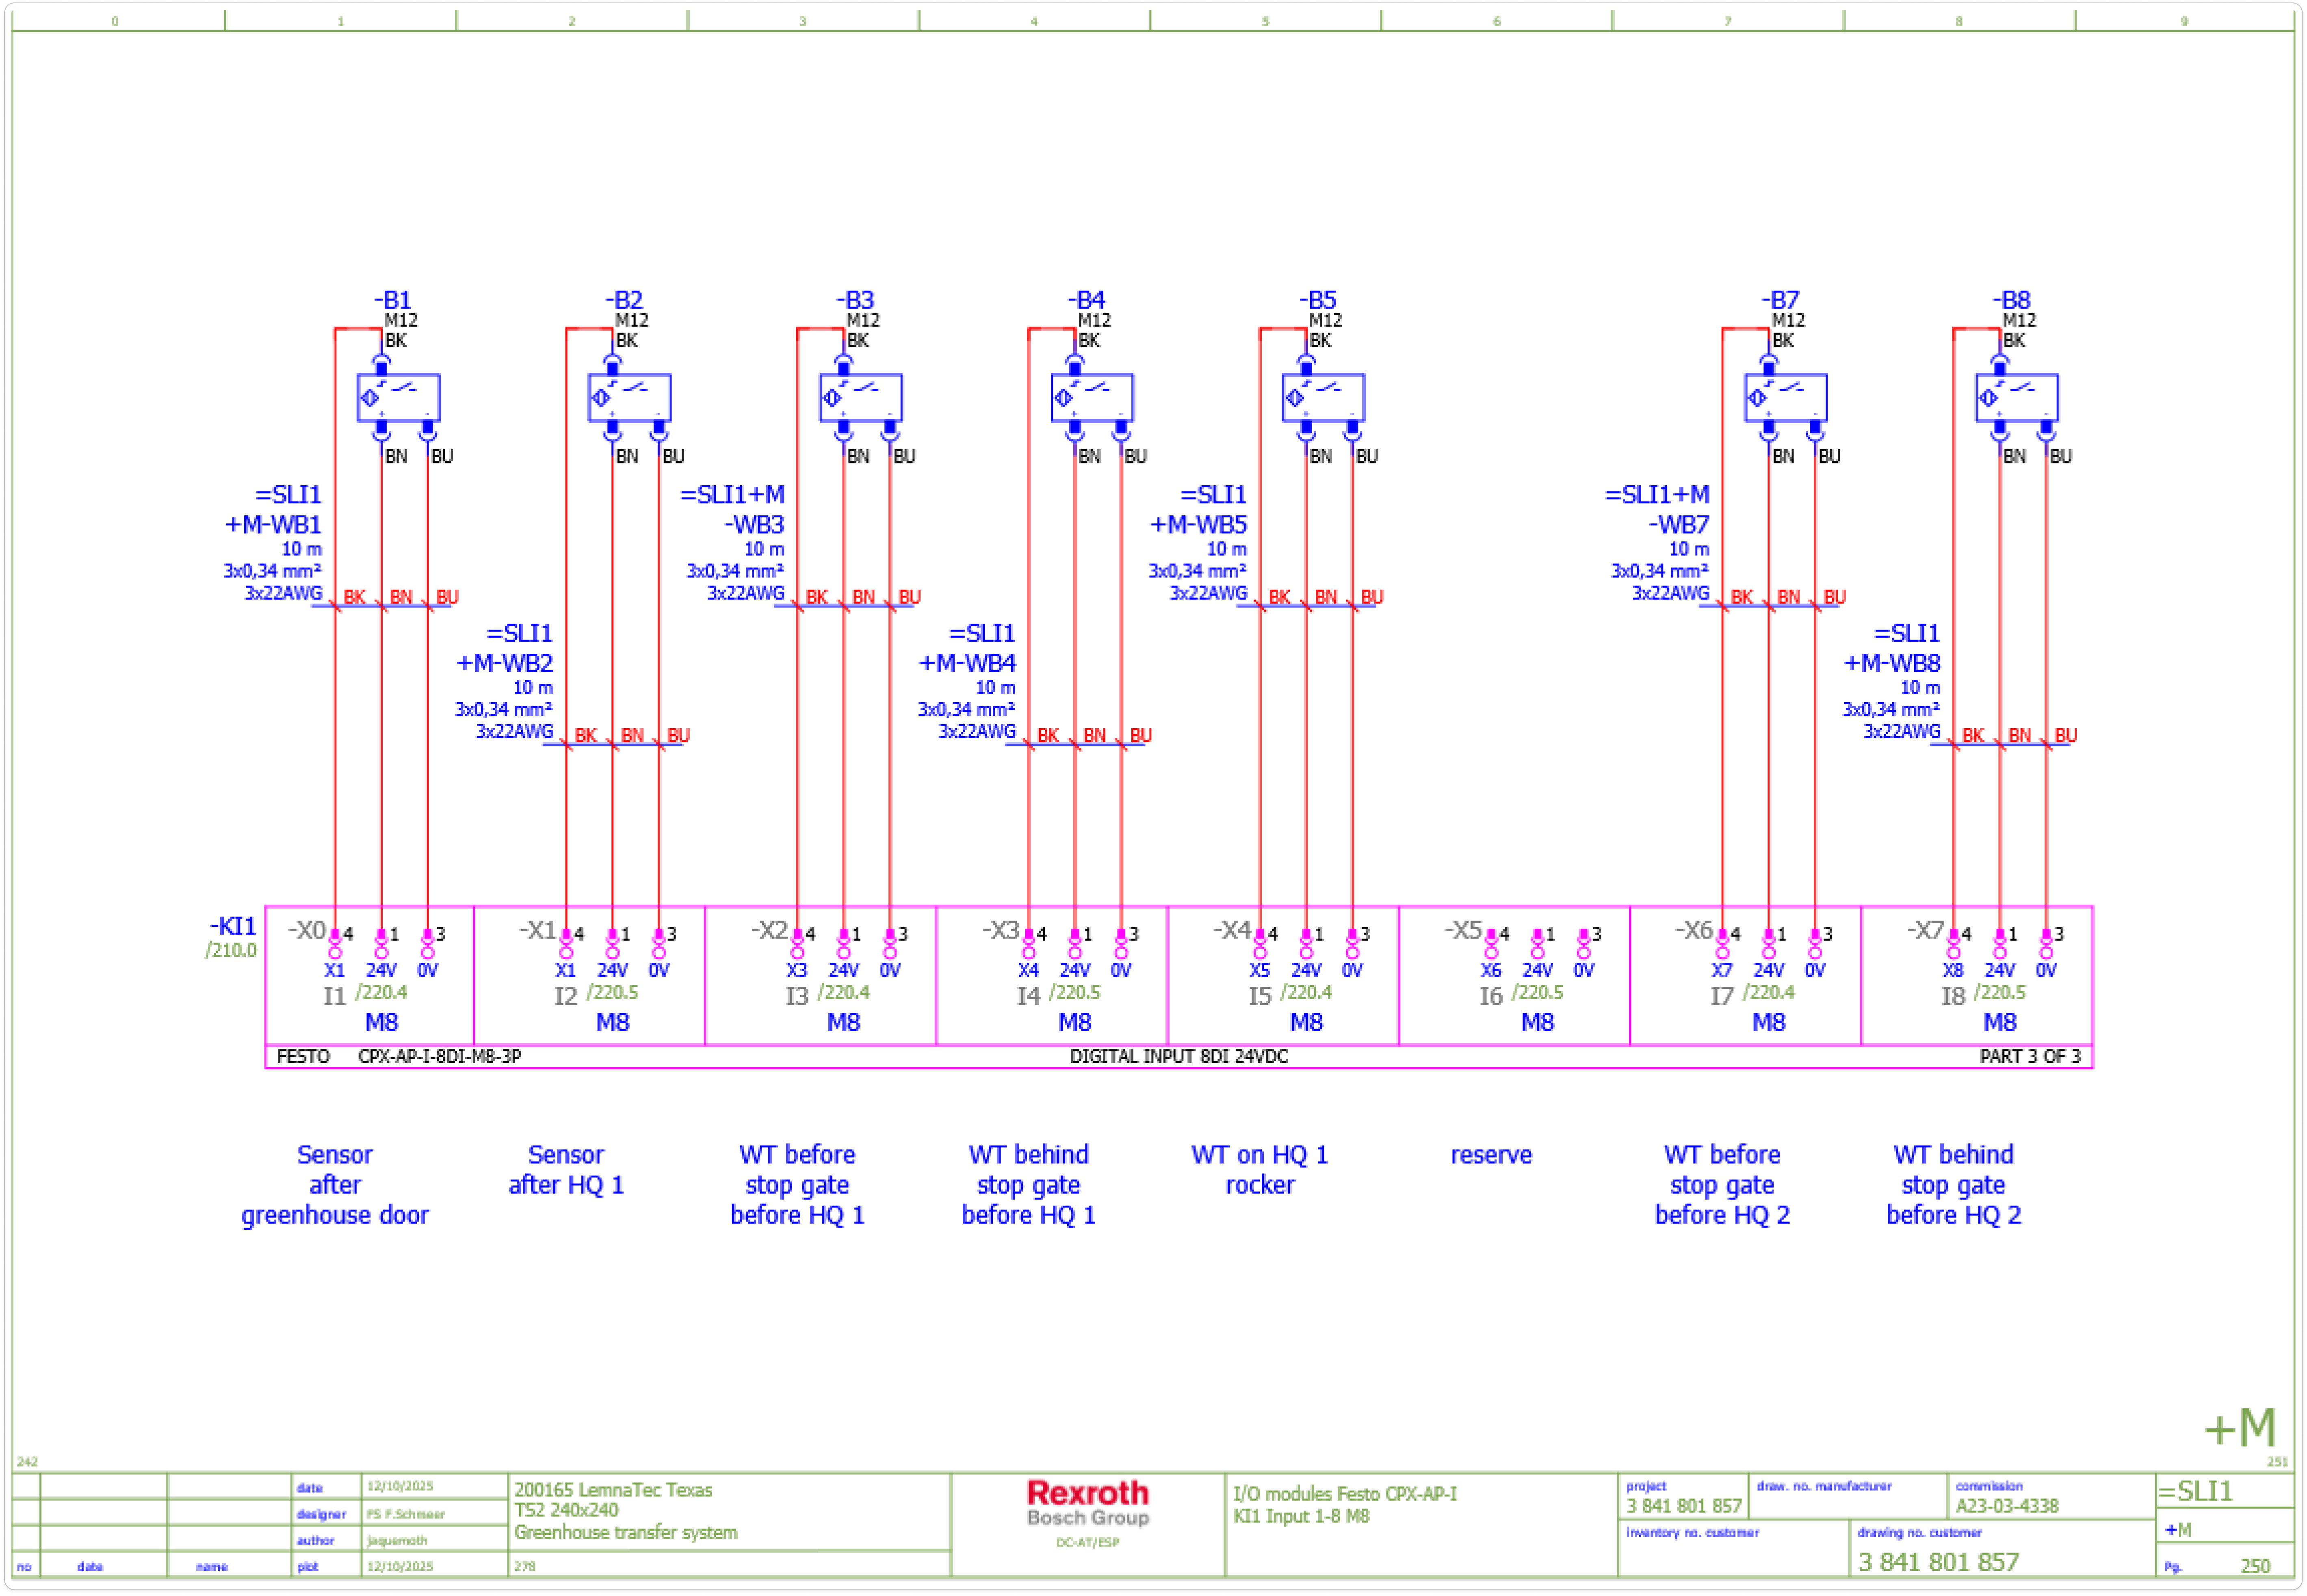 0 1 2 3 4 5 6 7 8 9
-B1 -B2 -B3 -B4 -B5 -B7 -B8
M12 M12 M12 M12 M12 M12 M12
BK BK BK BK BK BK BK
+ - + - + - + - + - + - + -
BN BU BN BU BN BU BN BU BN BU BN BU BN BU
=SLI1
+M-WB1
10 m
3x0,34 mm²
3x22AWG
BK BN BU
=SLI1
+M-WB2
10 m
3x0,34 mm²
3x22AWG
BK BN BU
=SLI1+M
-WB3
10 m
3x0,34 mm²
3x22AWG
BK BN BU
=SLI1
+M-WB4
10 m
3x0,34 mm²
3x22AWG
BK BN BU
=SLI1
+M-WB5
10 m
3x0,34 mm²
3x22AWG
BK BN BU
=SLI1+M
-WB7
10 m
3x0,34 mm²
3x22AWG
BK BN BU
=SLI1
+M-WB8
10 m
3x0,34 mm²
3x22AWG
BK BN BU
-KI1
/210.0
-X0 4 1 3
X1 24V 0V
I1 /220.4
M8
-X1 4 1 3
X1 24V 0V
I2 /220.5
M8
-X2 4 1 3
X3 24V 0V
I3 /220.4
M8
-X3 4 1 3
X4 24V 0V
I4 /220.5
M8
-X4 4 1 3
X5 24V 0V
I5 /220.4
M8
-X5 4 1 3
X6 24V 0V
I6 /220.5
M8
-X6 4 1 3
X7 24V 0V
I7 /220.4
M8
-X7 4 1 3
X8 24V 0V
I8 /220.5
M8
FESTO CPX-AP-I-8DI-M8-3P DIGITAL INPUT 8DI 24VDC PART 3 OF 3
Sensor
after
greenhouse door
Sensor
after HQ 1
WT before
stop gate
before HQ 1
WT behind
stop gate
before HQ 1
WT on HQ 1
rocker
reserve
WT before
stop gate
before HQ 2
WT behind
stop gate
before HQ 2
+M
242
251
date 12/10/2025
designer FS F.Schmeer
author jaquemoth
no date name plot 12/10/2025
200165 LemnaTec Texas
TS2 240x240
Greenhouse transfer system
278
Rexroth
Bosch Group
DC-AT/ESP
I/O modules Festo CPX-AP-I
KI1 Input 1-8 M8
project
3 841 801 857
draw. no. manufacturer
commission
A23-03-4338
inventory no. customer
drawing no. customer
3 841 801 857
=SLI1
+M
Pg. 250